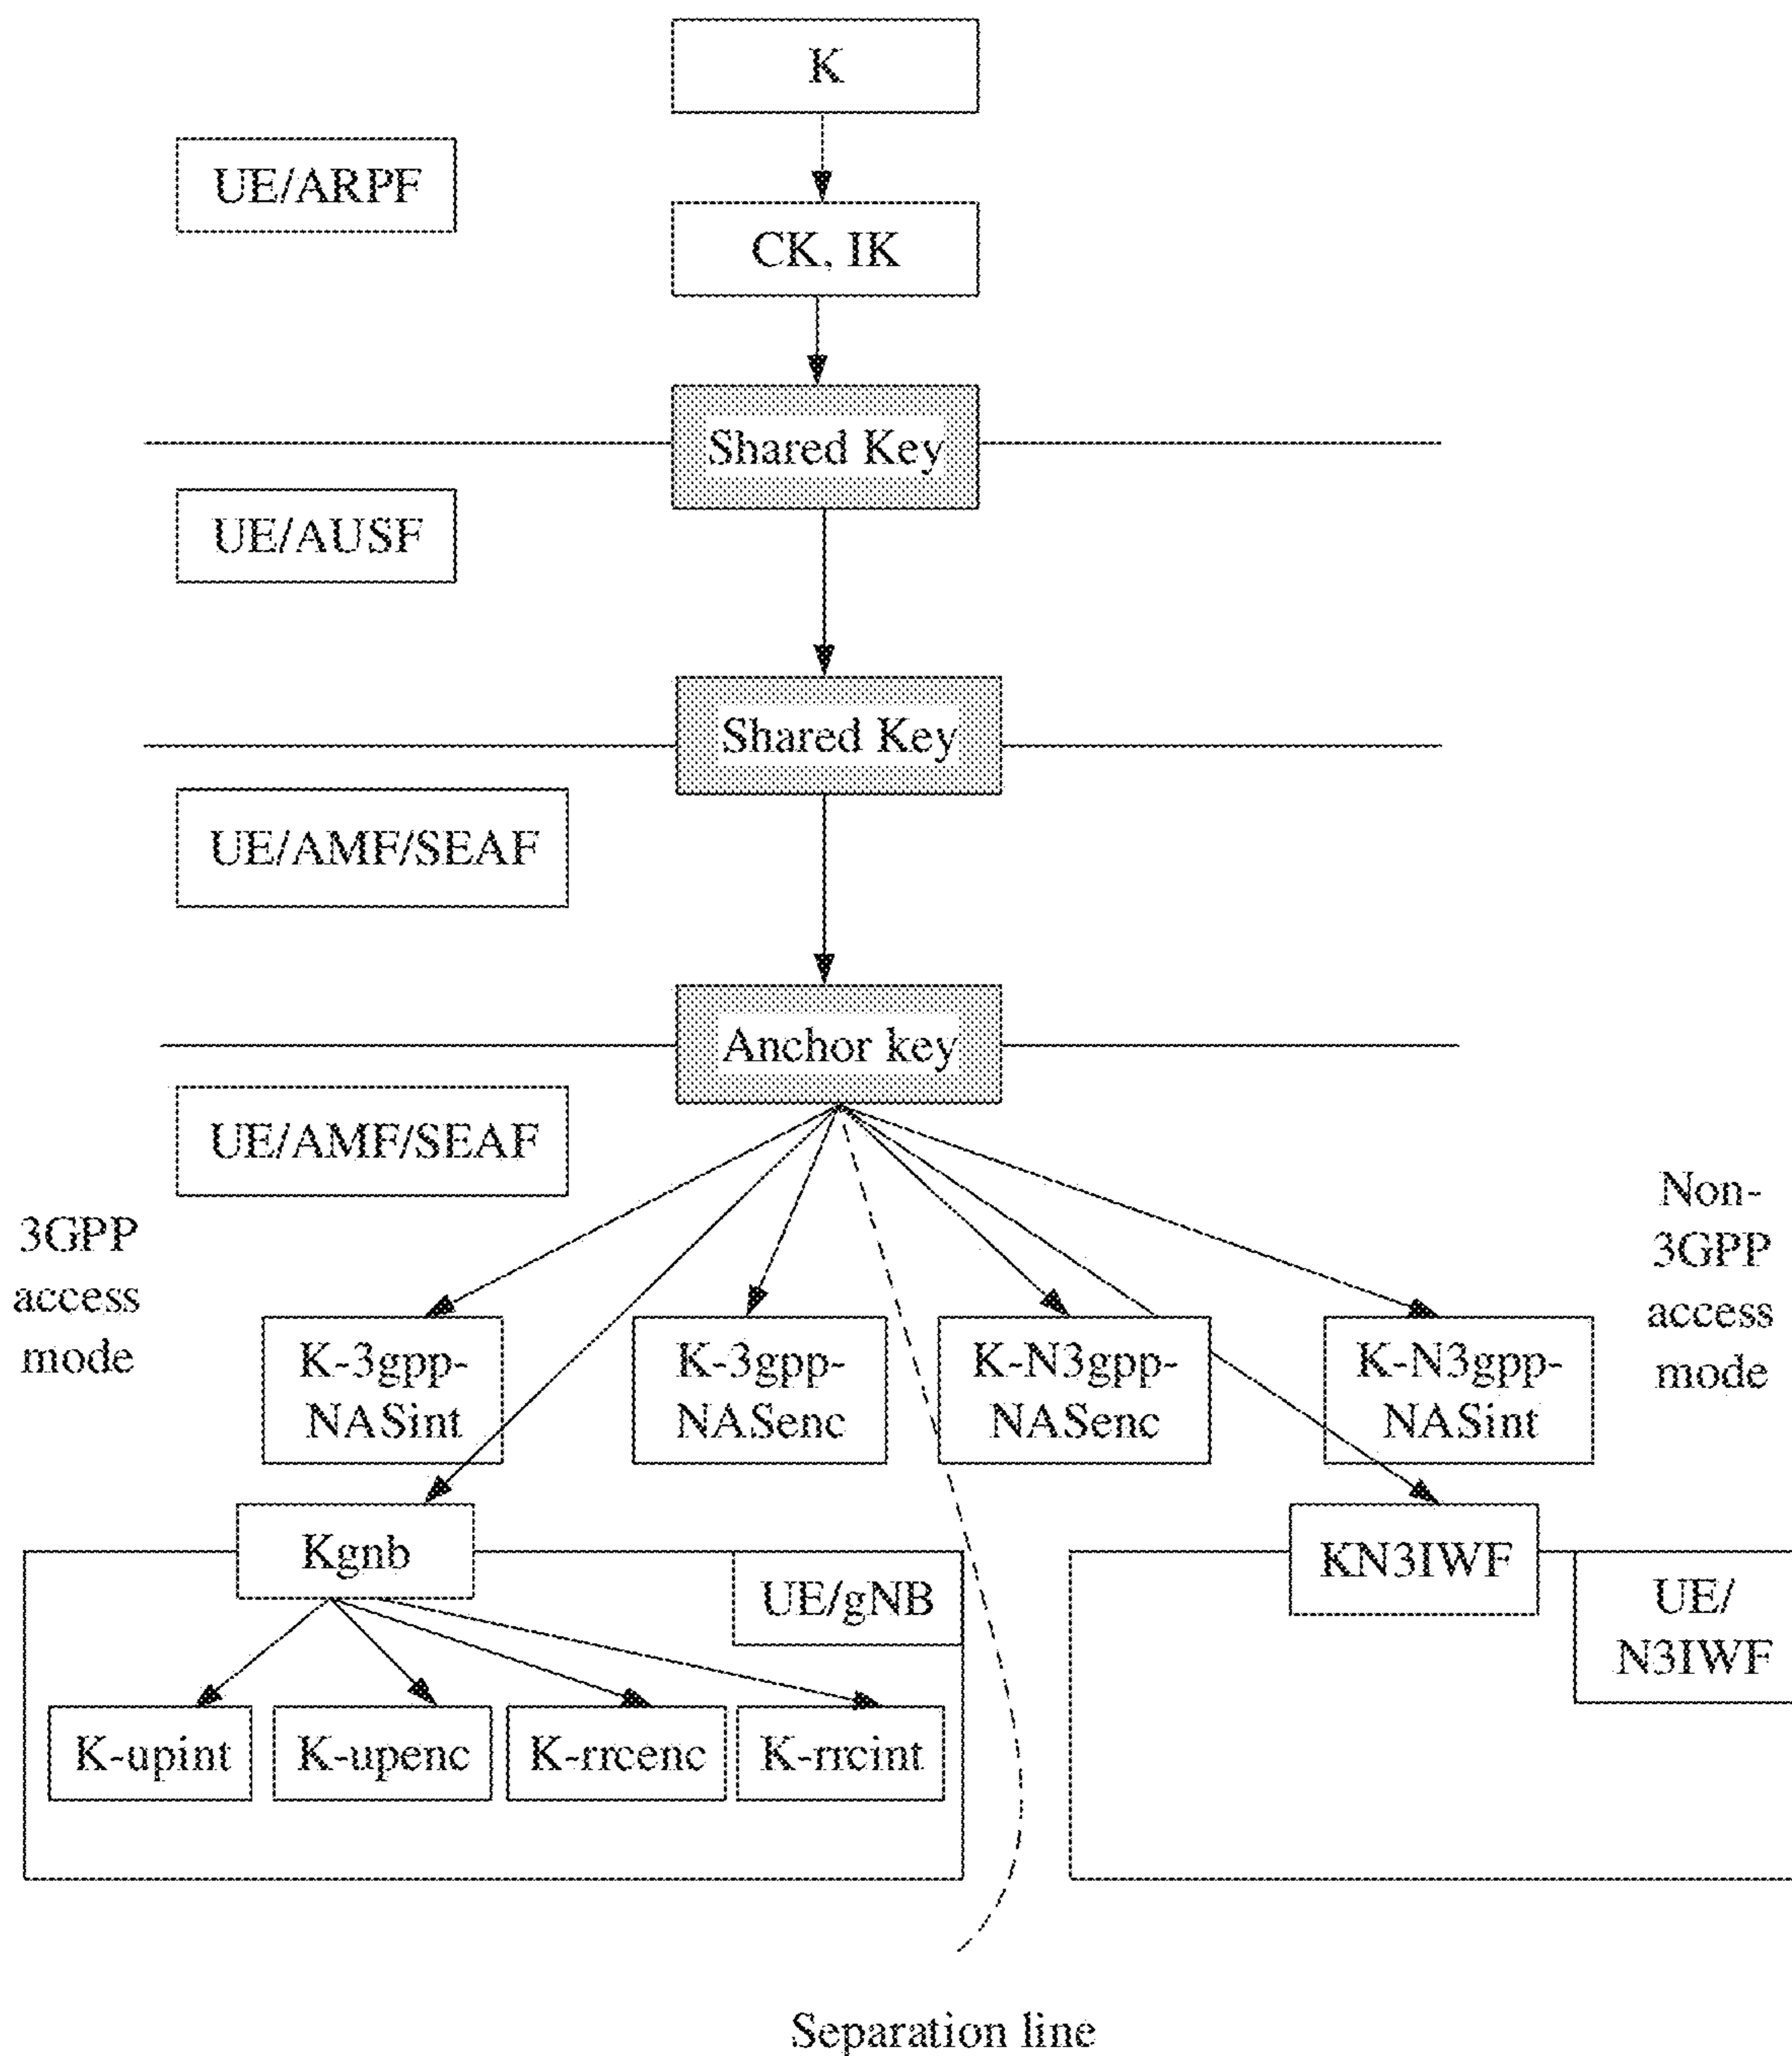 K
UE/ARPF
CK, IK
Shared Key
UE/AUSF
Shared Key
UE/AMF/SEAF
Anchor key
UE/AMF/SEAF
3GPP
access
mode
Non-
3GPP
access
mode
K-3gpp-
NASint
K-3gpp-
NASenc
K-N3gpp-
NASenc
K-N3gpp-
NASint
Kgnb
UE/gNB
KN3IWF
UE/
N3IWF
K-upint
K-upenc
K-rrcenc
K-rrcint
Separation line